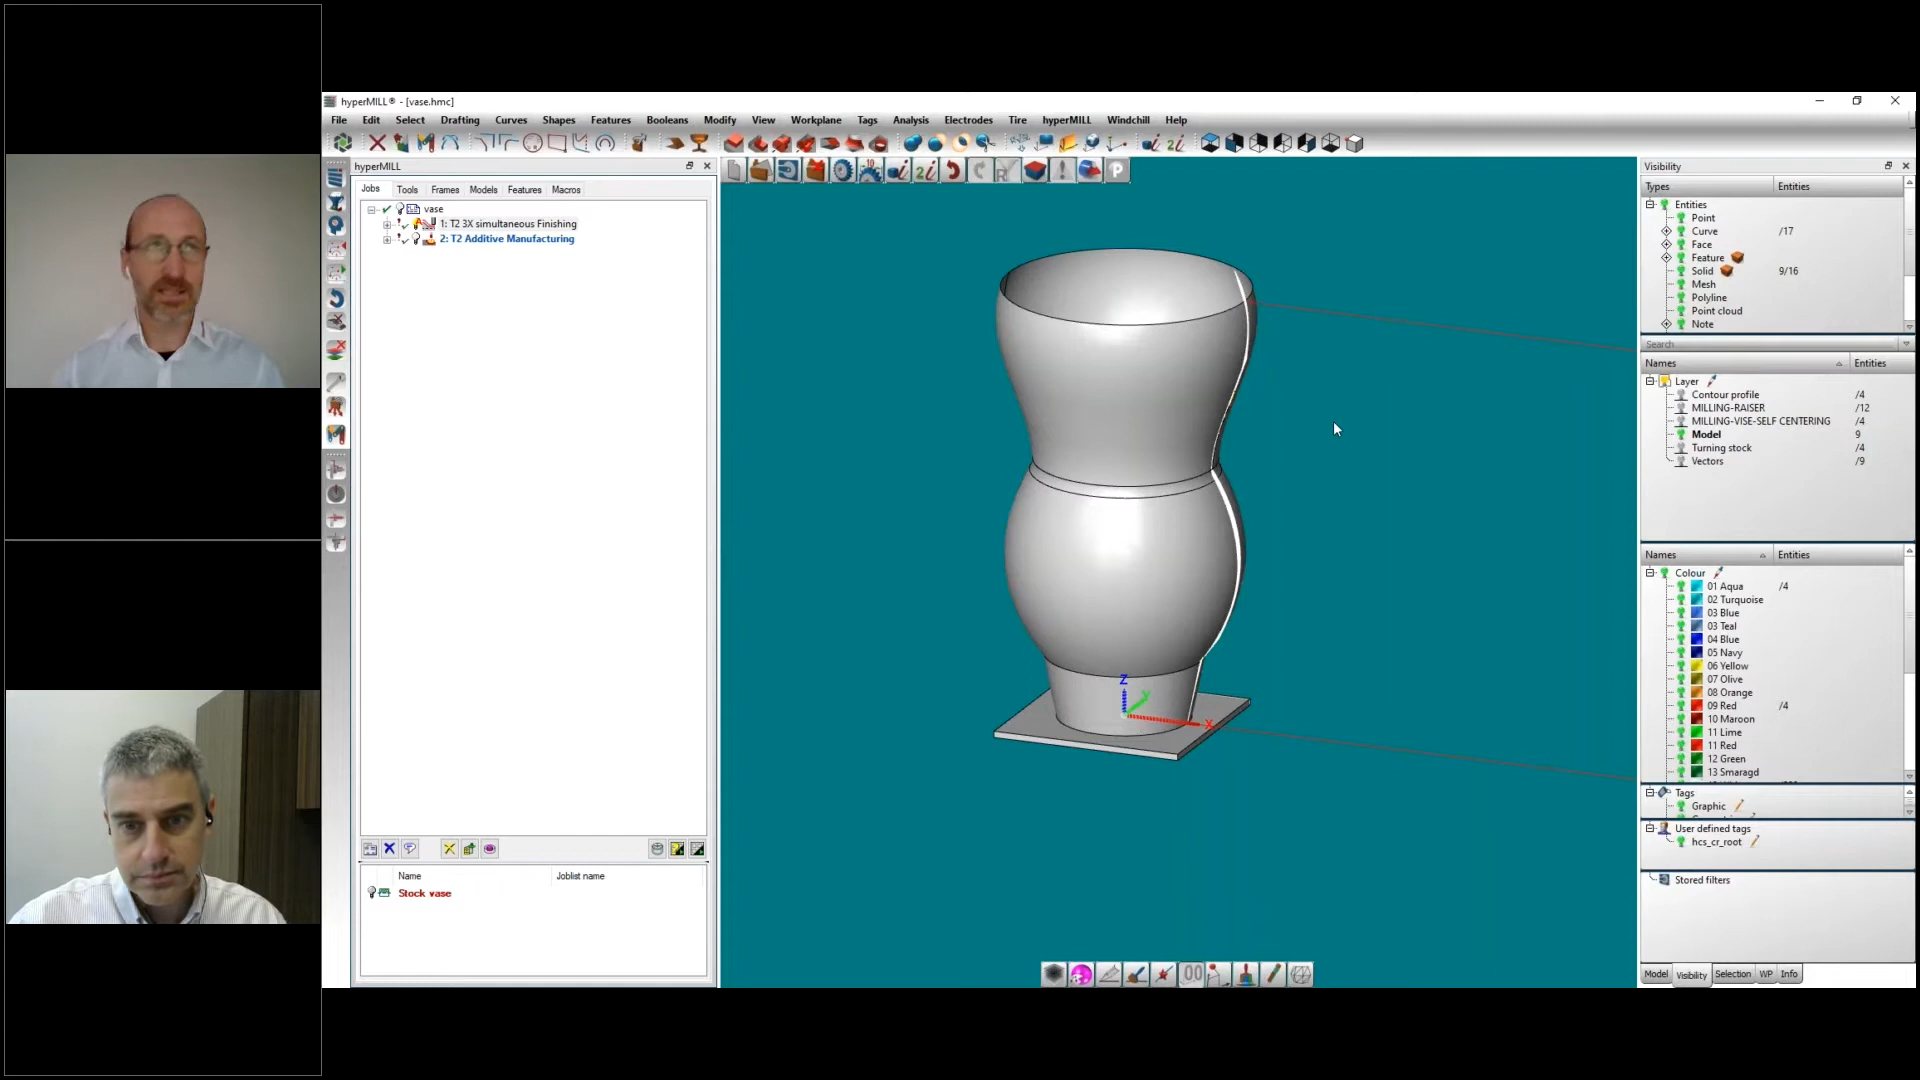 hyperMILL® - [vase.hmc]
File Edit Select Drafting Curves Shapes Features Booleans Modify View Workplane Tags Analysis Electrodes Tire hyperMILL Windchill Help
hyperMILL
Jobs Tools Frames Models Features Macros
vase
1: T2 3X simultaneous Finishing
2: T2 Additive Manufacturing
Name Joblist name
Stock vase
Z
Y
X
Visibility
Types Entities
Entities
Point
Curve /17
Face
Feature
Solid 9/16
Mesh
Polyline
Point cloud
Note
Search
Names Entities
Layer
Contour profile /4
MILLING-RAISER /12
MILLING-VISE-SELF CENTERING /4
Model 9
Turning stock /4
Vectors /9
Names Entities
Colour
01 Aqua /4
02 Turquoise
03 Blue
03 Teal
04 Blue
05 Navy
06 Yellow
07 Olive
08 Orange
09 Red /4
10 Maroon
11 Lime
11 Red
12 Green
13 Smaragd
Tags
Graphic
User defined tags
hcs_cr_root
Stored filters
Model Visibility Selection WP Info